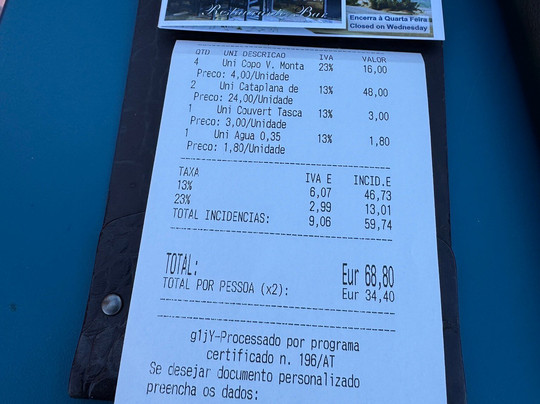 Restaurante Bar
Encerra à Quarta Feira
Closed on Wednesday
QTD UNI DESCRICAO IVA VALOR
4 Uni Copo V. Monta 23% 16,00
Preco: 4,00/Unidade
2 Uni Cataplana de 13% 48,00
Preco: 24,00/Unidade
1 Uni Couvert Tasca 13% 3,00
Preco: 3,00/Unidade
1 Uni Agua 0,35 13% 1,80
Preco: 1,80/Unidade
TAXA IVA E INCID.E
13% 6,07 46,73
23% 2,99 13,01
TOTAL INCIDENCIAS: 9,06 59,74
TOTAL: Eur 68,80
TOTAL POR PESSOA (x2): Eur 34,40
g1jY-Processado por programa
certificado n. 196/AT
Se desejar documento personalizado
preencha os dados: